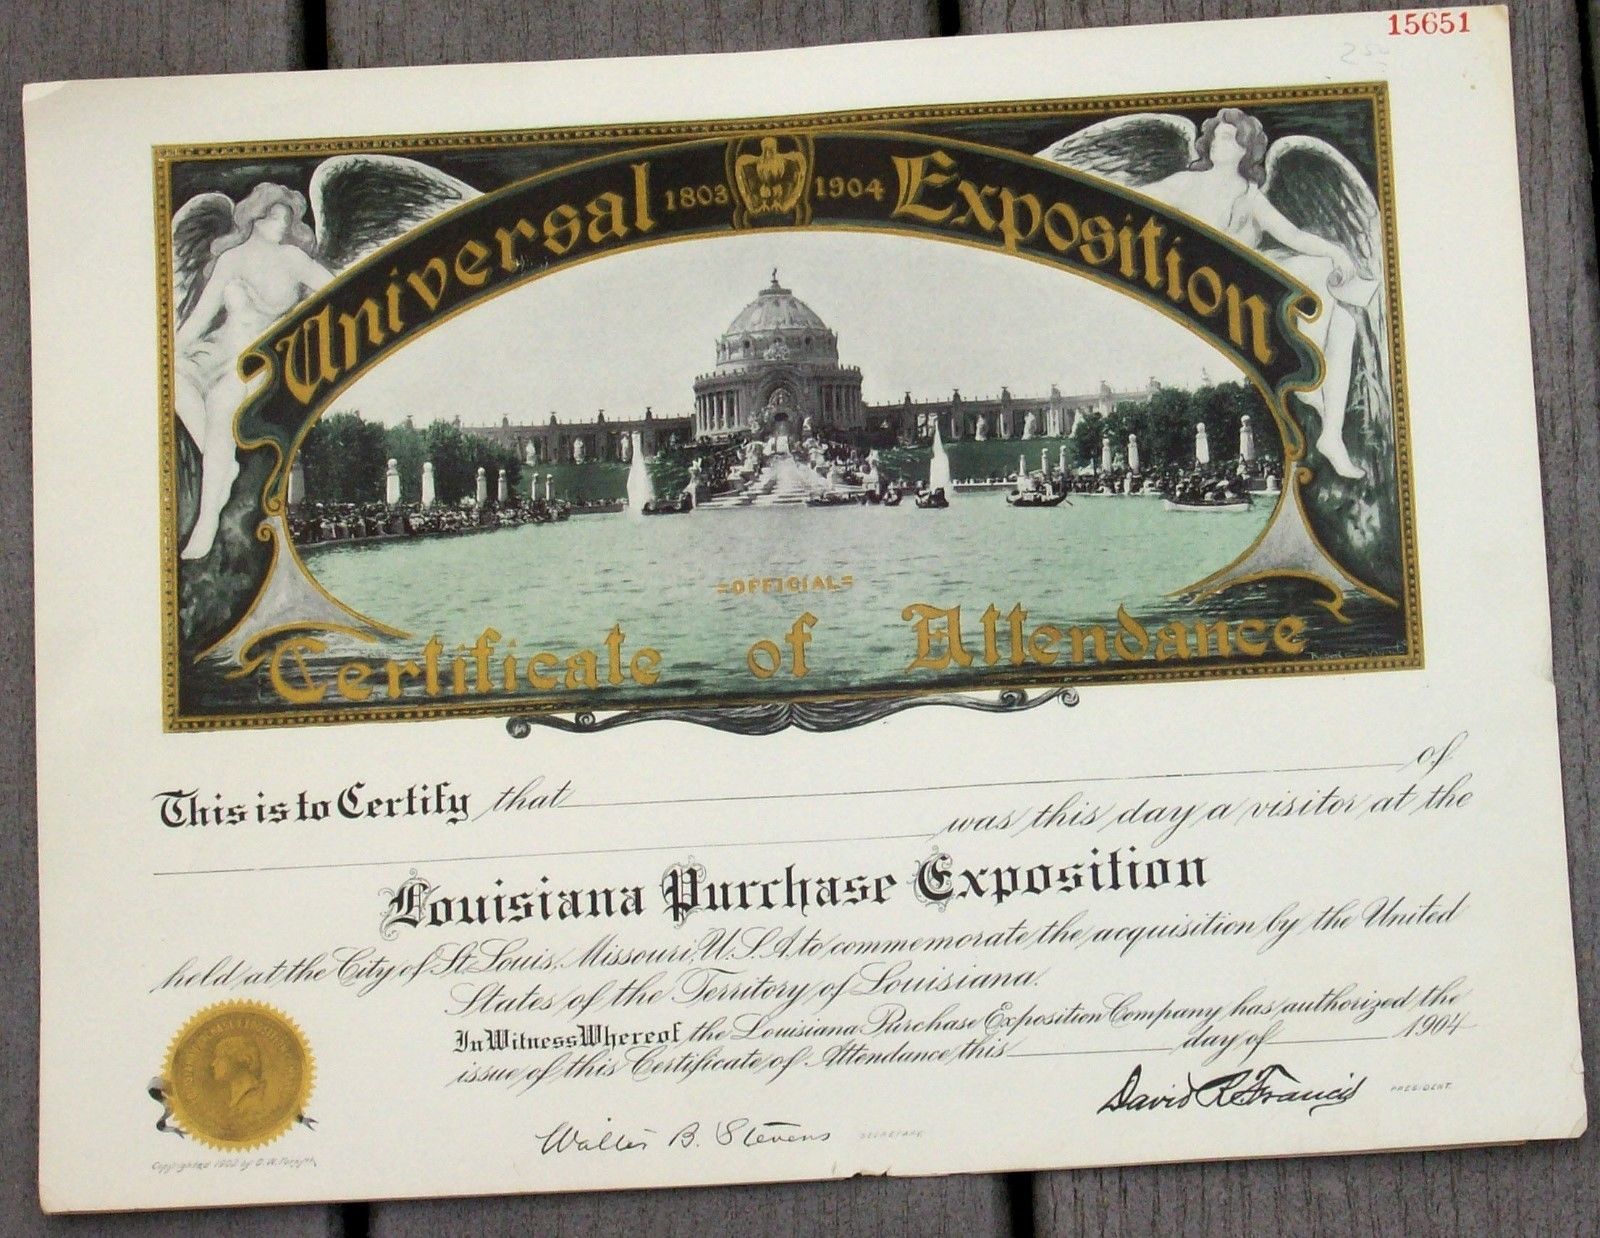 15651
Universal 1803 1904 Exposition
=OFFICIAL=
Certificate of Attendance
This is to Certify that of
was this day a visitor at the
Louisiana Purchase Exposition
held at the City of St. Louis, Missouri, U.S.A. to commemorate the acquisition by the United
States of the Territory of Louisiana.
In Witness Whereof the Louisiana Purchase Exposition Company has authorized the
issue of this Certificate of Attendance this day of 1904
David R. Francis PRESIDENT.
Walter B. Stevens SECRETARY.
Copyrighted by